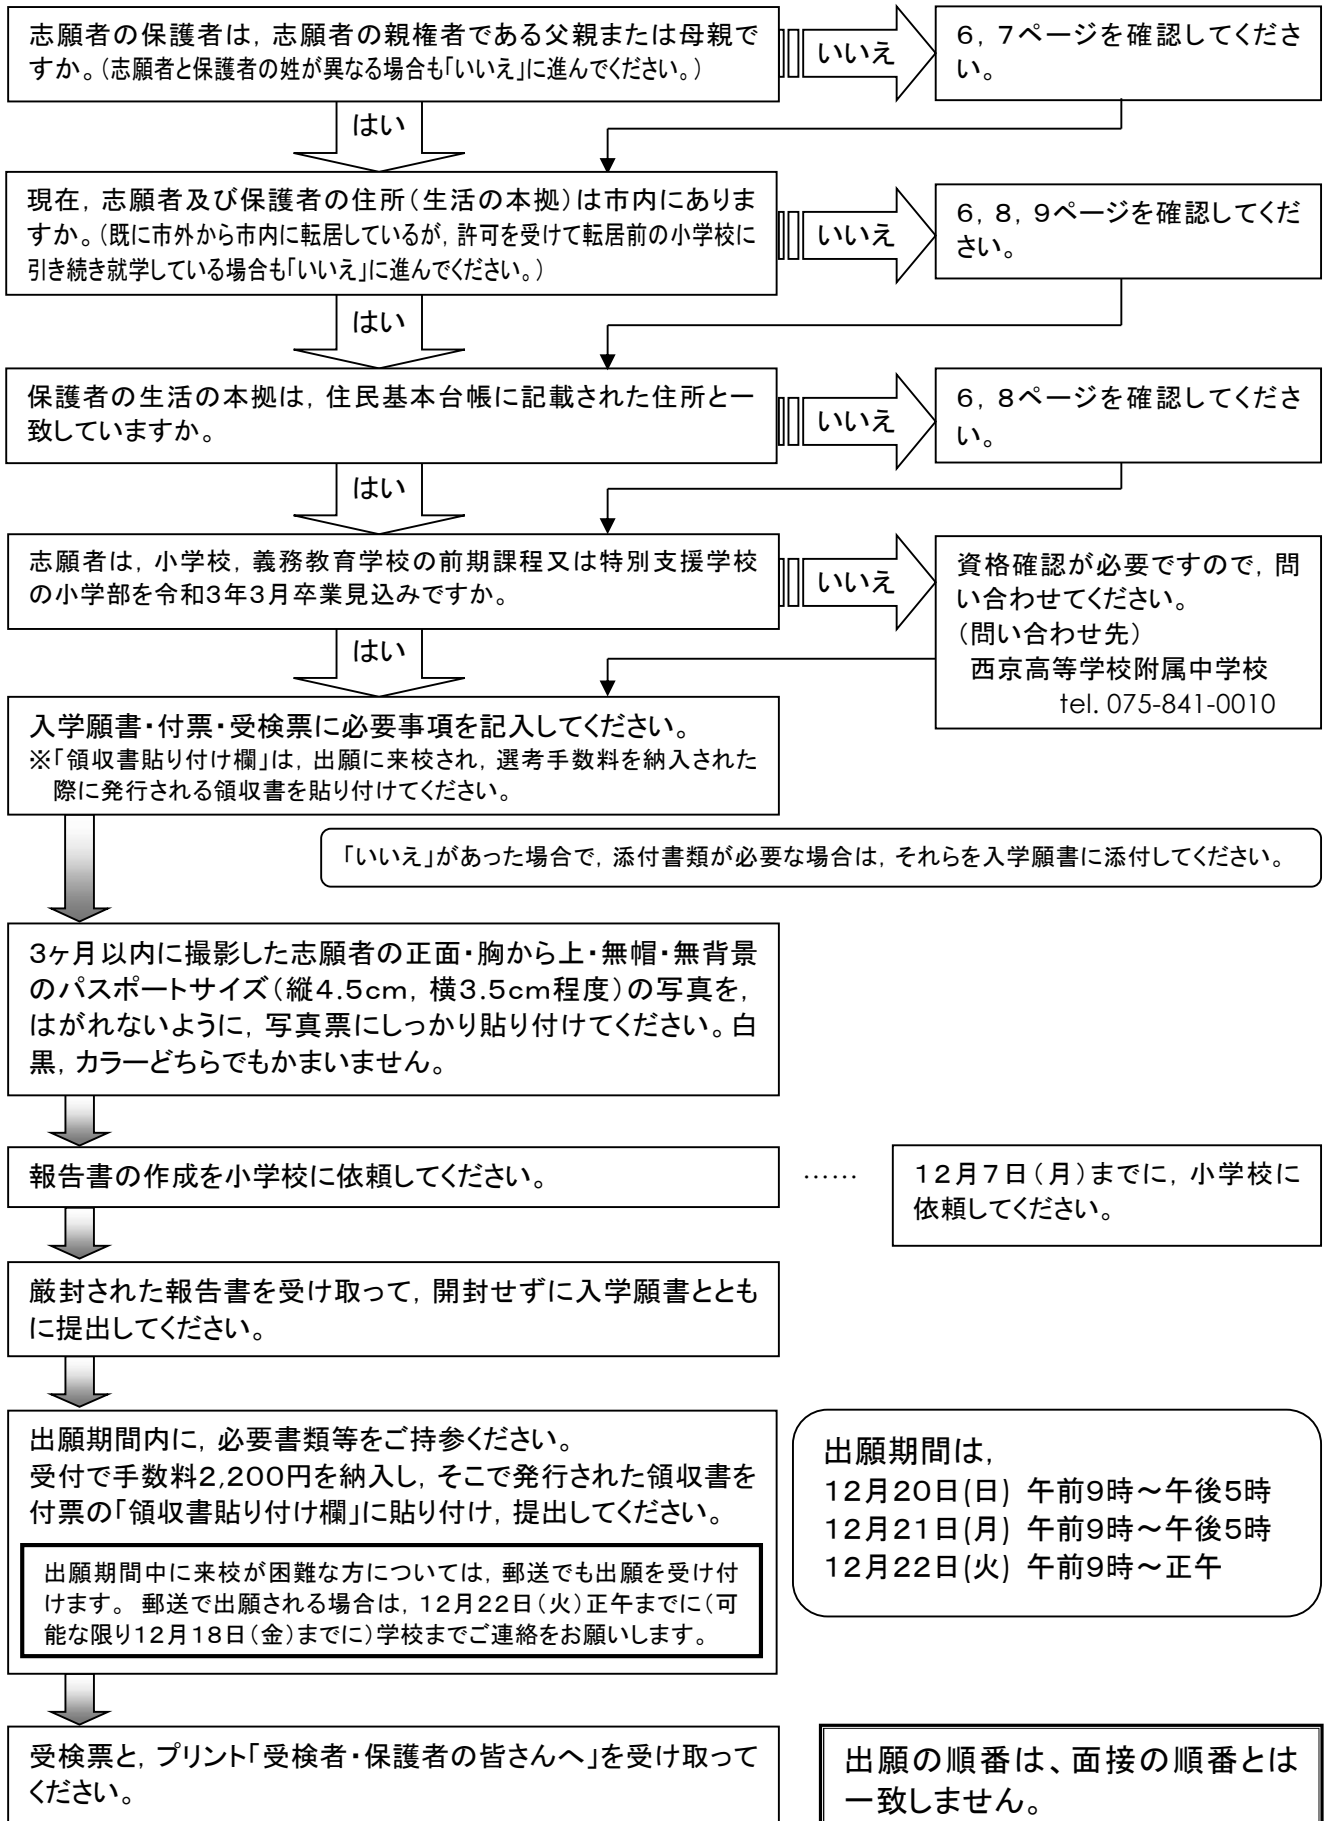 志願者の保護者は，志願者の親権者である父親または母親で
すか。（志願者と保護者の姓が異なる場合も「いいえ」に進んでください。）
いいえ
６，７ページを確認してくださ
い。
はい
現在，志願者及び保護者の住所（生活の本拠）は市内にありま
すか。（既に市外から市内に転居しているが，許可を受けて転居前の小学校に
引き続き就学している場合も「いいえ」に進んでください。）
いいえ
６，８，９ページを確認してくだ
さい。
はい
保護者の生活の本拠は，住民基本台帳に記載された住所と一
致していますか。
いいえ
６，８ページを確認してくださ
い。
はい
志願者は，小学校，義務教育学校の前期課程又は特別支援学校
の小学部を令和３年３月卒業見込みですか。
いいえ
資格確認が必要ですので，問
い合わせてください。
（問い合わせ先）
西京高等学校附属中学校
tel. 075-841-0010
はい
入学願書・付票・受検票に必要事項を記入してください。
※「領収書貼り付け欄」は，出願に来校され，選考手数料を納入された
際に発行される領収書を貼り付けてください。
「いいえ」があった場合で，添付書類が必要な場合は，それらを入学願書に添付してください。
３ヶ月以内に撮影した志願者の正面・胸から上・無帽・無背景
のパスポートサイズ（縦４.５cm，横３.５cm程度）の写真を，
はがれないように，写真票にしっかり貼り付けてください。白
黒，カラーどちらでもかまいません。
報告書の作成を小学校に依頼してください。
……
１２月７日（月）までに，小学校に
依頼してください。
厳封された報告書を受け取って，開封せずに入学願書ととも
に提出してください。
出願期間内に，必要書類等をご持参ください。
受付で手数料２,２００円を納入し，そこで発行された領収書を
付票の「領収書貼り付け欄」に貼り付け，提出してください。
出願期間中に来校が困難な方については，郵送でも出願を受け付
けます。 郵送で出願される場合は，１２月２２日（火）正午までに（可
能な限り１２月１８日（金）までに）学校までご連絡をお願いします。
出願期間は，
１２月２０日(日) 午前９時～午後５時
１２月２１日(月) 午前９時～午後５時
１２月２２日(火) 午前９時～正午
受検票と，プリント「受検者・保護者の皆さんへ」を受け取って
ください。
出願の順番は、面接の順番とは
一致しません。